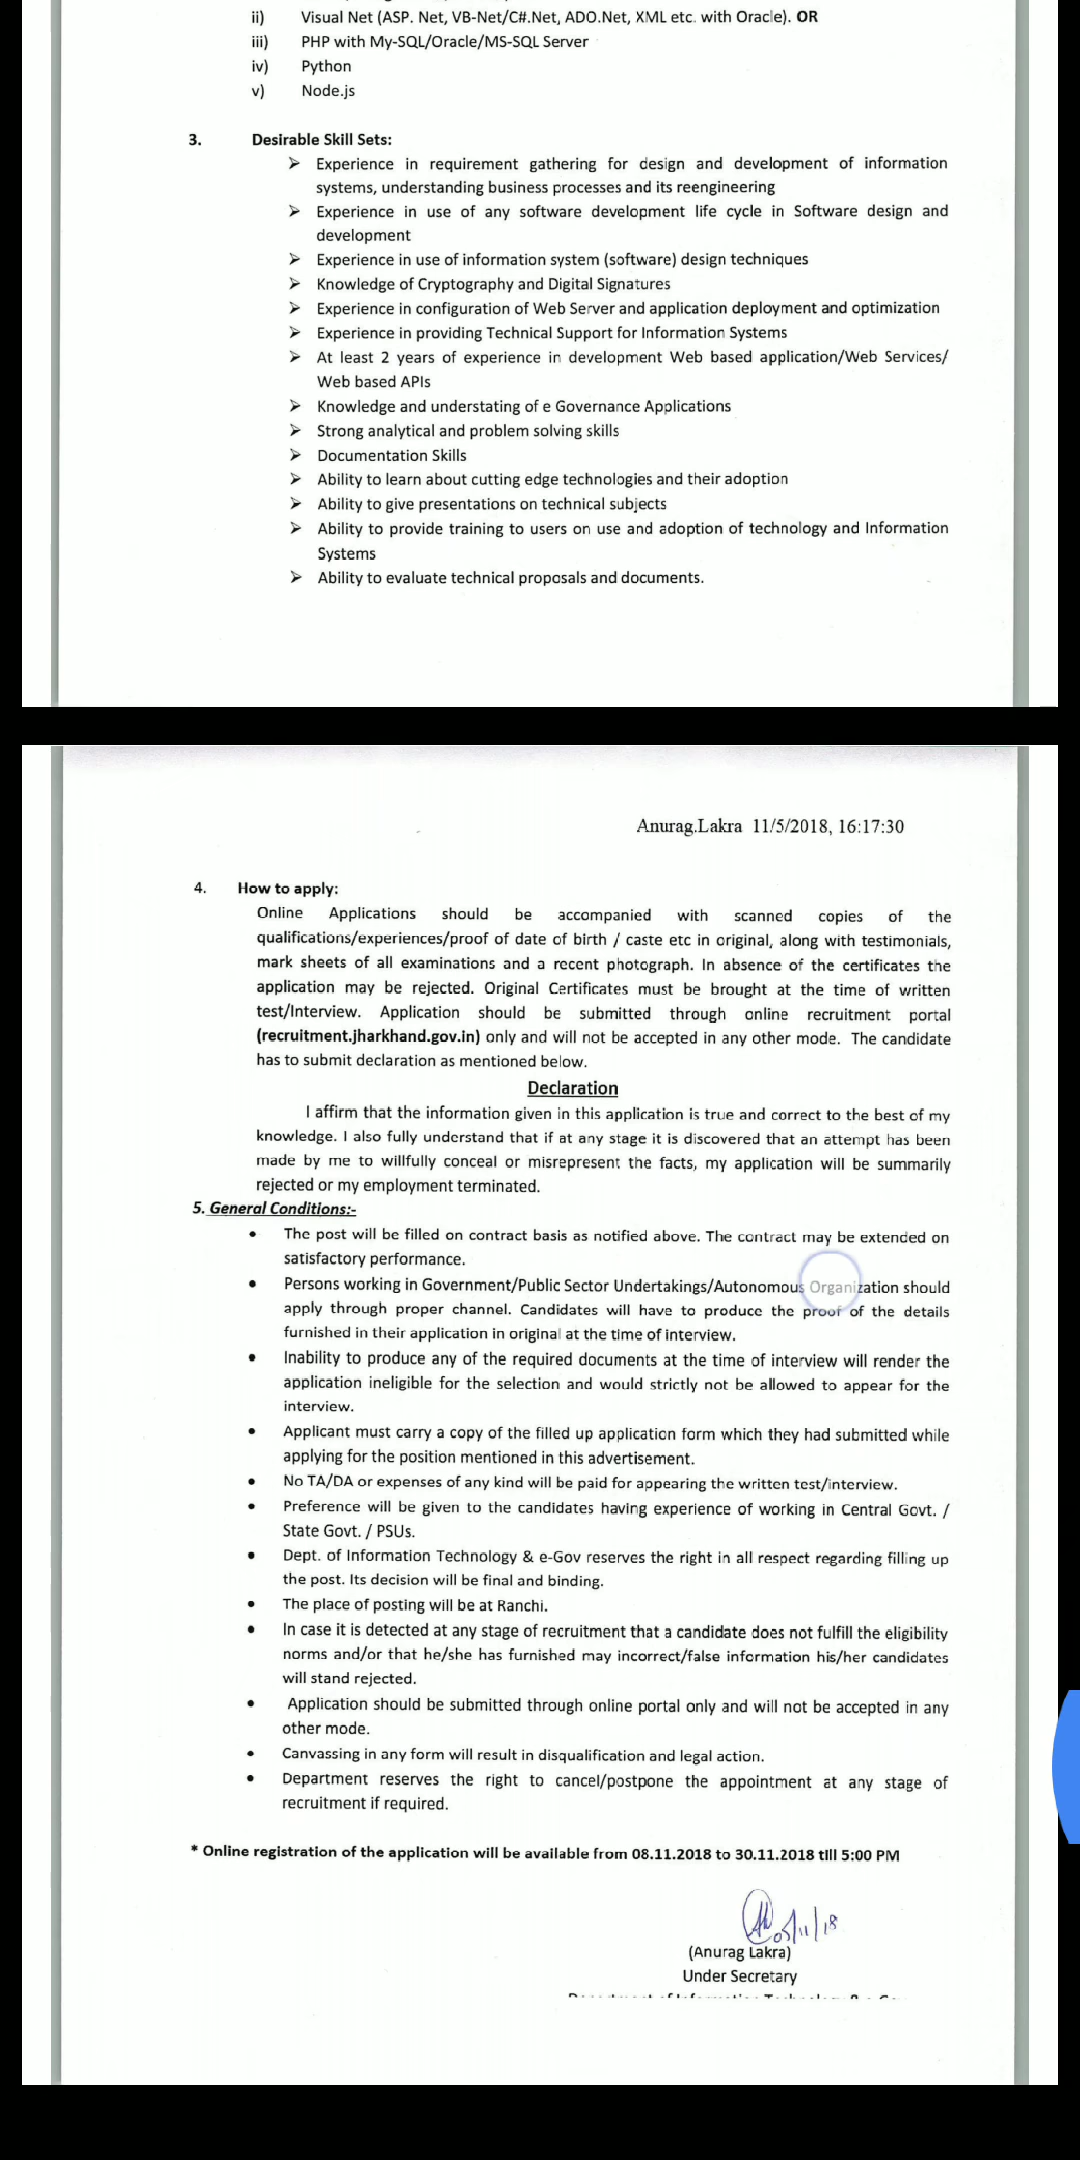 ii) Visual Net (ASP. Net, VB-Net/C#.Net, ADO.Net, XML etc. with Oracle). OR
iii) PHP with My-SQL/Oracle/MS-SQL Server
iv) Python
v) Node.js
3. Desirable Skill Sets:
➢ Experience in requirement gathering for design and development of information
systems, understanding business processes and its reengineering
➢ Experience in use of any software development life cycle in Software design and
development
➢ Experience in use of information system (software) design techniques
➢ Knowledge of Cryptography and Digital Signatures
➢ Experience in configuration of Web Server and application deployment and optimization
➢ Experience in providing Technical Support for Information Systems
➢ At least 2 years of experience in development Web based application/Web Services/
Web based APIs
➢ Knowledge and understating of e Governance Applications
➢ Strong analytical and problem solving skills
➢ Documentation Skills
➢ Ability to learn about cutting edge technologies and their adoption
➢ Ability to give presentations on technical subjects
➢ Ability to provide training to users on use and adoption of technology and Information
Systems
➢ Ability to evaluate technical proposals and documents.
Anurag.Lakra 11/5/2018, 16:17:30
4. How to apply:
Online Applications should be accompanied with scanned copies of the
qualifications/experiences/proof of date of birth / caste etc in original, along with testimonials,
mark sheets of all examinations and a recent photograph. In absence of the certificates the
application may be rejected. Original Certificates must be brought at the time of written
test/Interview. Application should be submitted through online recruitment portal
(recruitment.jharkhand.gov.in) only and will not be accepted in any other mode. The candidate
has to submit declaration as mentioned below.
Declaration
I affirm that the information given in this application is true and correct to the best of my
knowledge. I also fully understand that if at any stage it is discovered that an attempt has been
made by me to willfully conceal or misrepresent the facts, my application will be summarily
rejected or my employment terminated.
5. General Conditions:-
• The post will be filled on contract basis as notified above. The contract may be extended on
satisfactory performance.
• Persons working in Government/Public Sector Undertakings/Autonomous Organization should
apply through proper channel. Candidates will have to produce the proof of the details
furnished in their application in original at the time of interview.
• Inability to produce any of the required documents at the time of interview will render the
application ineligible for the selection and would strictly not be allowed to appear for the
interview.
• Applicant must carry a copy of the filled up application form which they had submitted while
applying for the position mentioned in this advertisement.
• No TA/DA or expenses of any kind will be paid for appearing the written test/interview.
• Preference will be given to the candidates having experience of working in Central Govt. /
State Govt. / PSUs.
• Dept. of Information Technology & e-Gov reserves the right in all respect regarding filling up
the post. Its decision will be final and binding.
• The place of posting will be at Ranchi.
• In case it is detected at any stage of recruitment that a candidate does not fulfill the eligibility
norms and/or that he/she has furnished may incorrect/false information his/her candidates
will stand rejected.
• Application should be submitted through online portal only and will not be accepted in any
other mode.
• Canvassing in any form will result in disqualification and legal action.
• Department reserves the right to cancel/postpone the appointment at any stage of
recruitment if required.
* Online registration of the application will be available from 08.11.2018 to 30.11.2018 till 5:00 PM
05/11/18
(Anurag Lakra)
Under Secretary